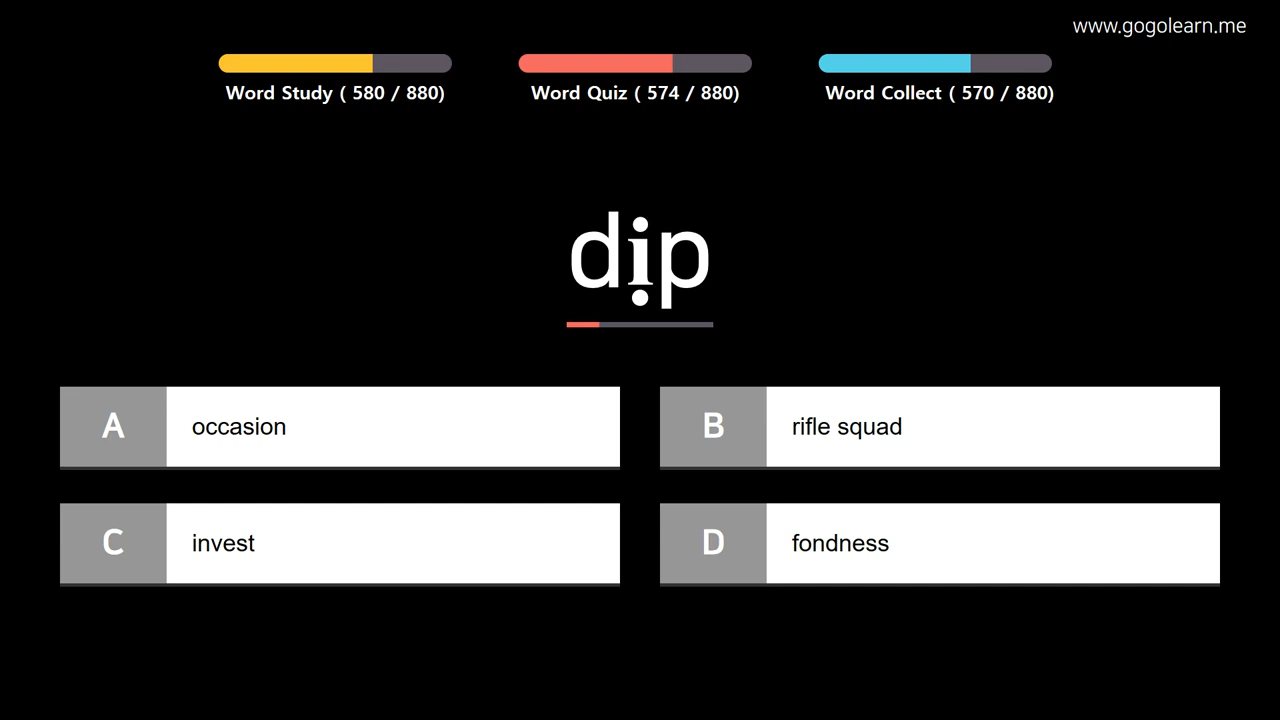 www.gogolearn.me
Word Study ( 580 / 880)
Word Quiz ( 574 / 880)
Word Collect ( 570 / 880)
dịp
A
occasion
B
rifle squad
C
invest
D
fondness